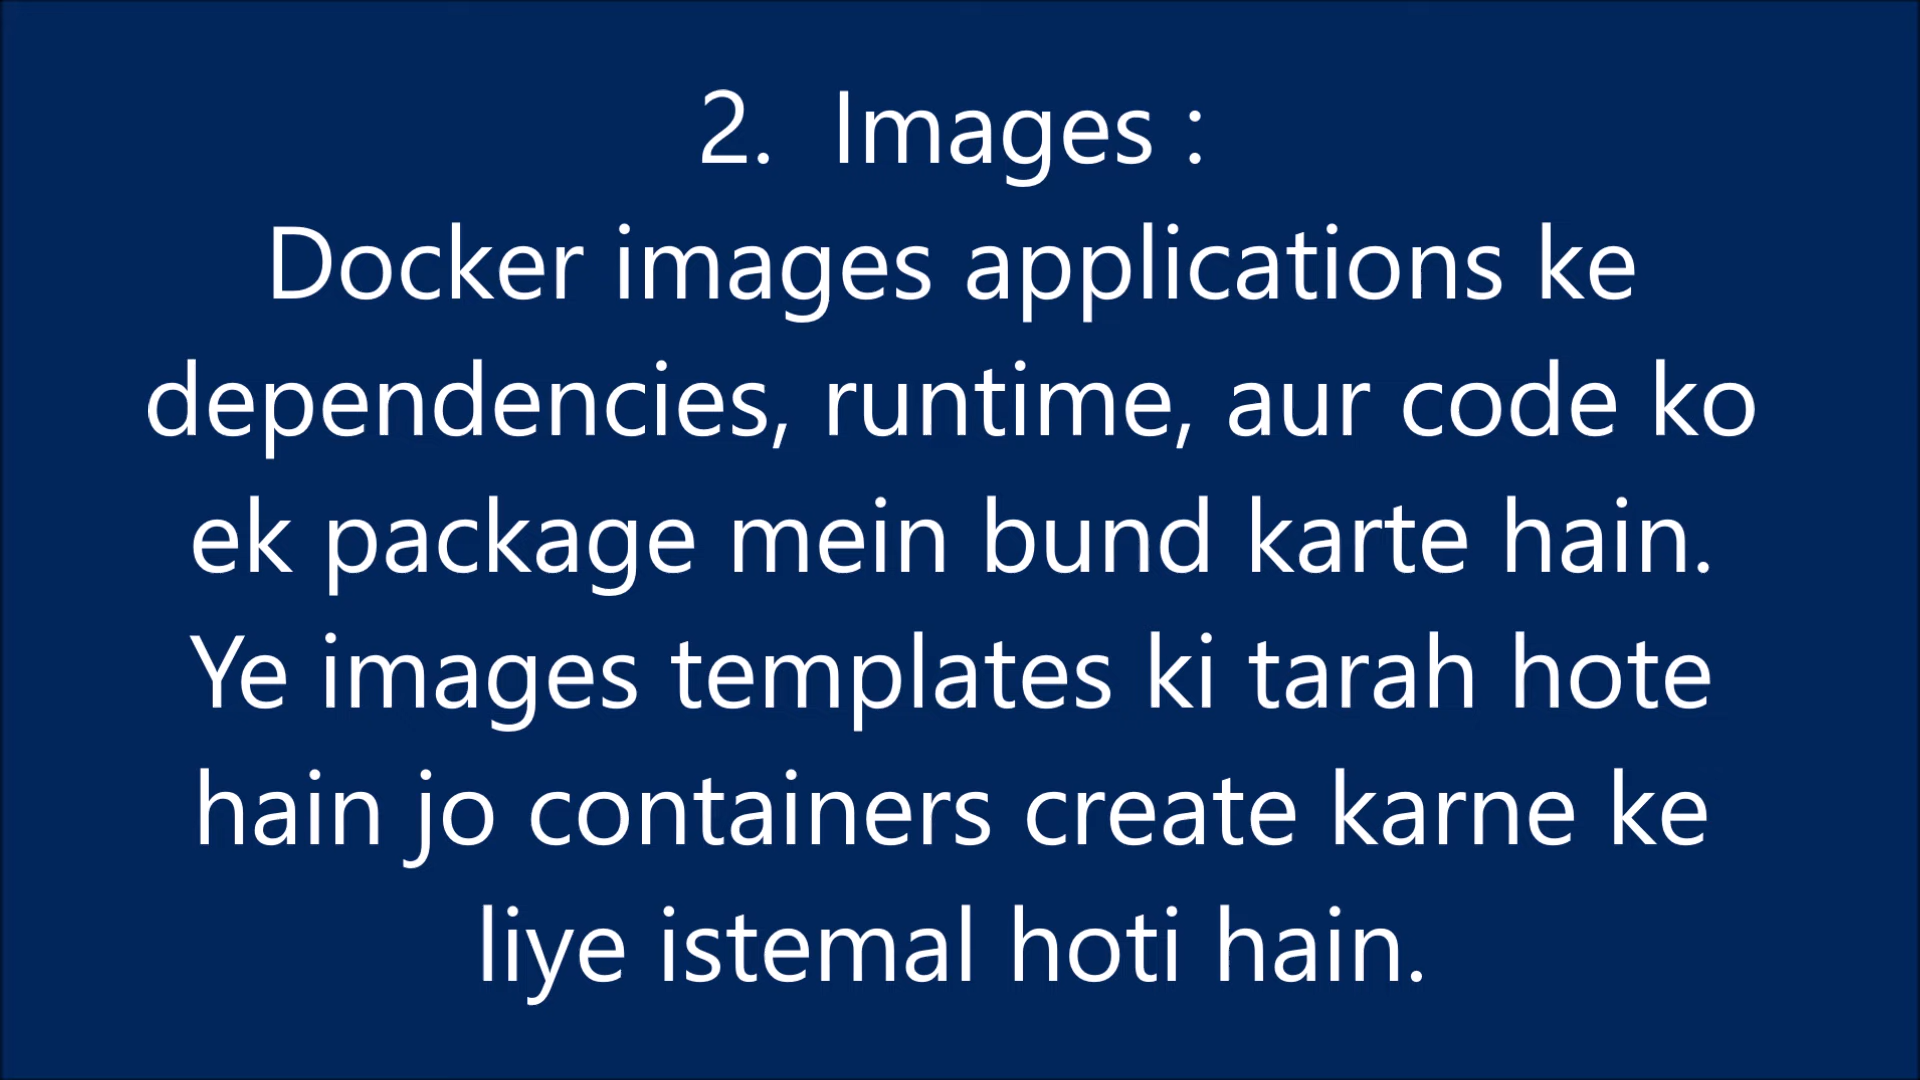 2. Images :
Docker images applications ke
dependencies, runtime, aur code ko
ek package mein bund karte hain.
Ye images templates ki tarah hote
hain jo containers create karne ke
liye istemal hoti hain.